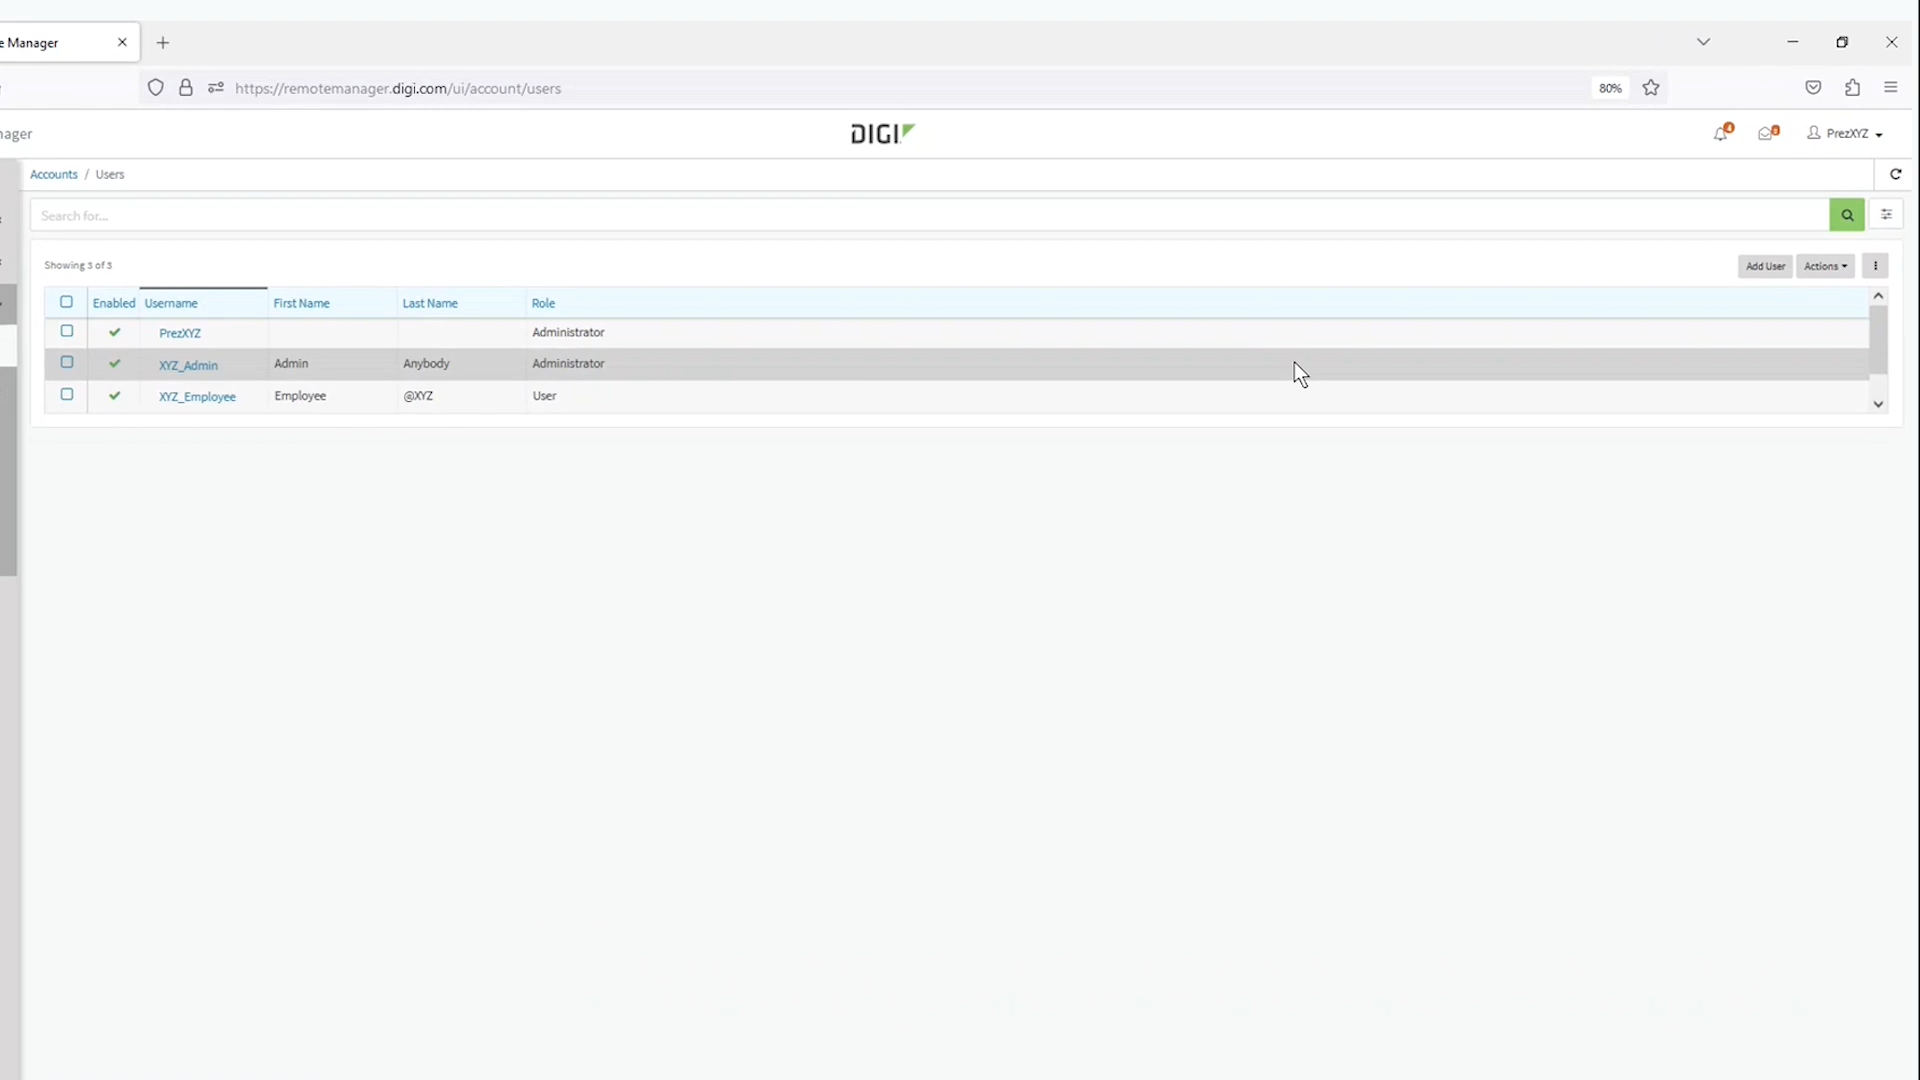 e Manager
https://remotemanager.digi.com/ui/account/users
80%
nager
DIGI
4
PrezXYZ
Accounts / Users
Search for...
Showing 3 of 3
Add User
Actions
Enabled Username First Name Last Name Role
PrezXYZ Administrator
XYZ_Admin Admin Anybody Administrator
XYZ_Employee Employee @XYZ User